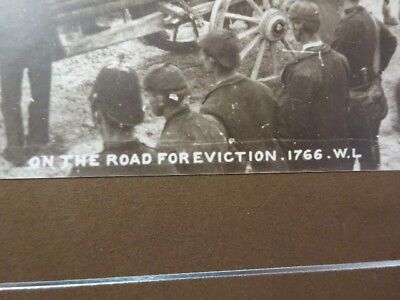 ON THE ROAD FOR EVICTION. 1766. W.L